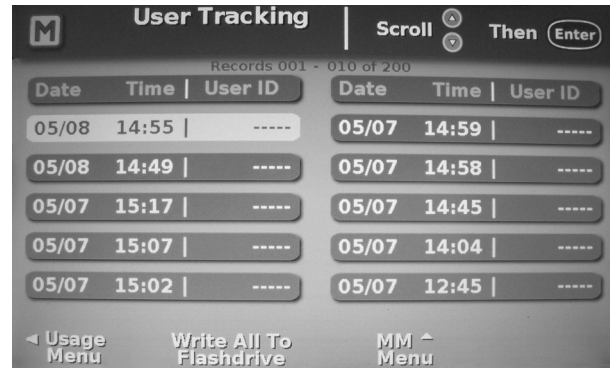 M
User Tracking
Scroll
Then Enter
Records 001 - 010 of 200
Date Time | User ID
05/08 14:55 | -----
05/08 14:49 | -----
05/07 15:17 | -----
05/07 15:07 | -----
05/07 15:02 | -----
Date Time | User ID
05/07 14:59 | -----
05/07 14:58 | -----
05/07 14:45 | -----
05/07 14:04 | -----
05/07 12:45 | -----
Usage
Menu
Write All To
Flashdrive
MM
Menu